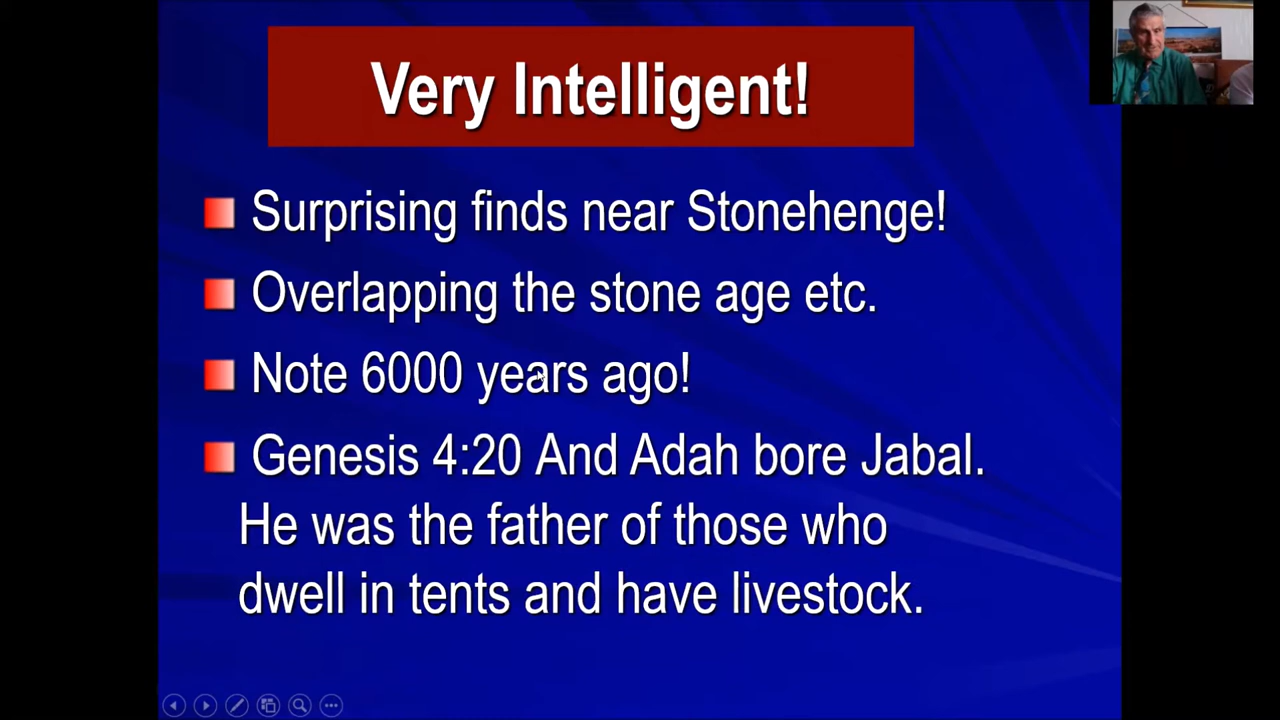 Very Intelligent!
Surprising finds near Stonehenge!
Overlapping the stone age etc.
Note 6000 years ago!
Genesis 4:20 And Adah bore Jabal.
He was the father of those who
dwell in tents and have livestock.